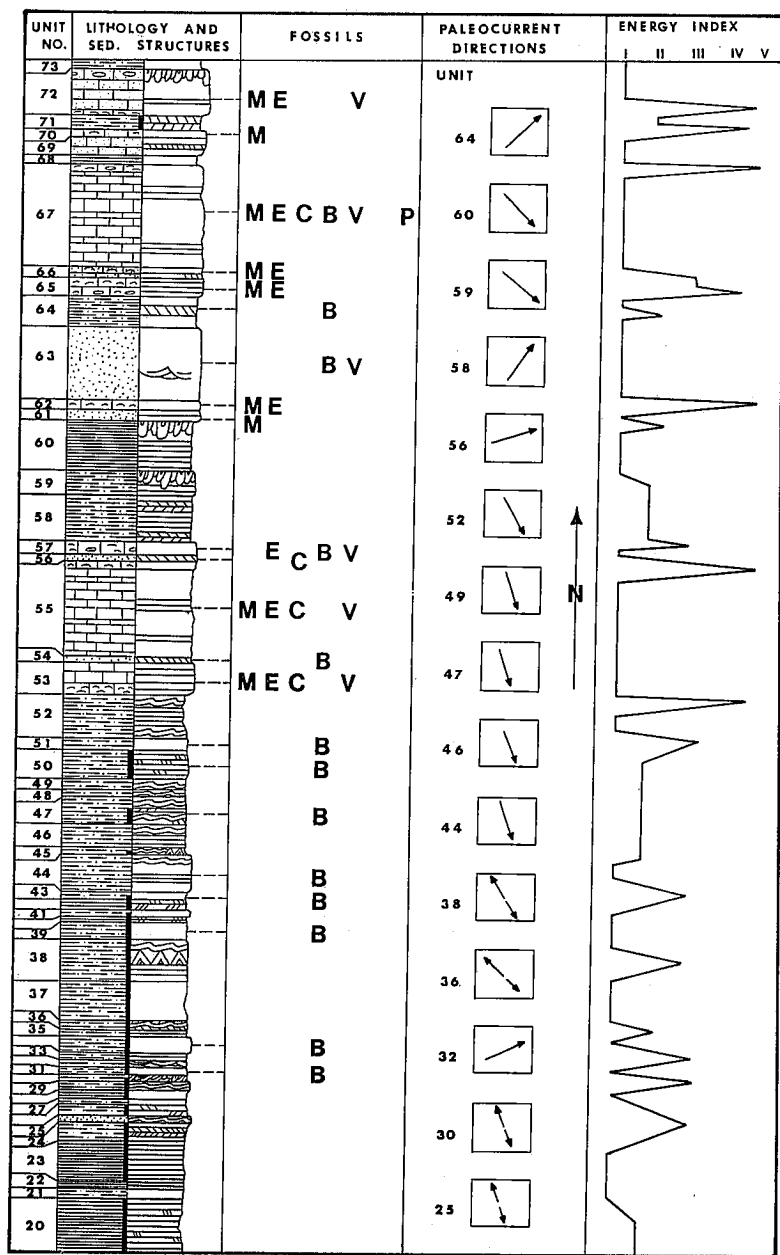 UNIT NO. LITHOLOGY AND SED. STRUCTURES FOSSILS PALEOCURRENT DIRECTIONS ENERGY INDEX
I II III IV V
UNIT
73
72 M E V
71
70 M
64
69
68
60
67 M E C B V P
66 M E
65 M E
59
64 B
63 B V
58
62 M E
61 M
60
56
59
58
52
57 E C B V
56
N
49
55 M E C V
54 B
53 M E C V
47
52
51 B
46
50 B
49
48
47 B
46
44
45
44 B
43 B
38
41
39 B
38
36
37
36
35
33 B
32
31 B
29
27
30
25
24
23
22
21
25
20